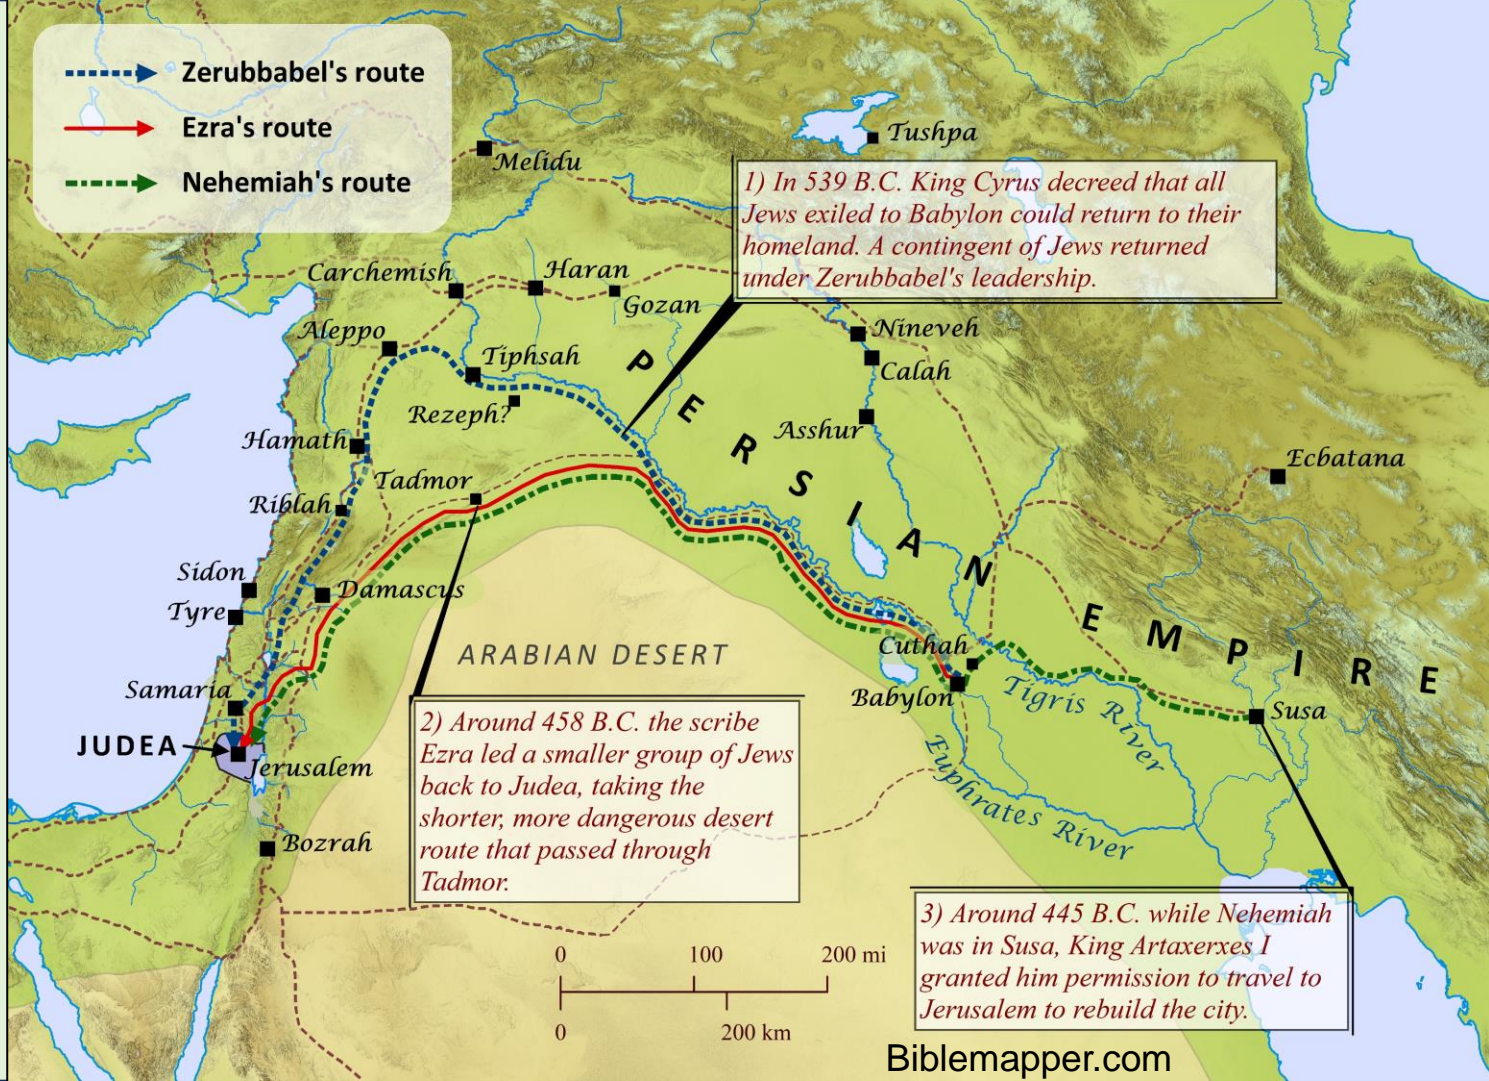 Zerubbabel's route
Ezra's route
Nehemiah's route
Tushpa
Melidu
1) In 539 B.C. King Cyrus decreed that all
Jews exiled to Babylon could return to their
homeland. A contingent of Jews returned
under Zerubbabel's leadership.
Carchemish
Haran
Gozan
Nineveh
Aleppo
Tiphsah
Calah
Rezeph?
Asshur
Hamath
Ecbatana
Tadmor
Riblah
PERSIAN EMPIRE
Sidon
Damascus
Tyre
ARABIAN DESERT
Cuthah
Samaria
Babylon
Tigris River
Susa
JUDEA
Jerusalem
Euphrates River
2) Around 458 B.C. the scribe
Ezra led a smaller group of Jews
back to Judea, taking the
shorter, more dangerous desert
route that passed through
Tadmor.
Bozrah
3) Around 445 B.C. while Nehemiah
was in Susa, King Artaxerxes I
granted him permission to travel to
Jerusalem to rebuild the city.
0 100 200 mi
0 200 km
Biblemapper.com